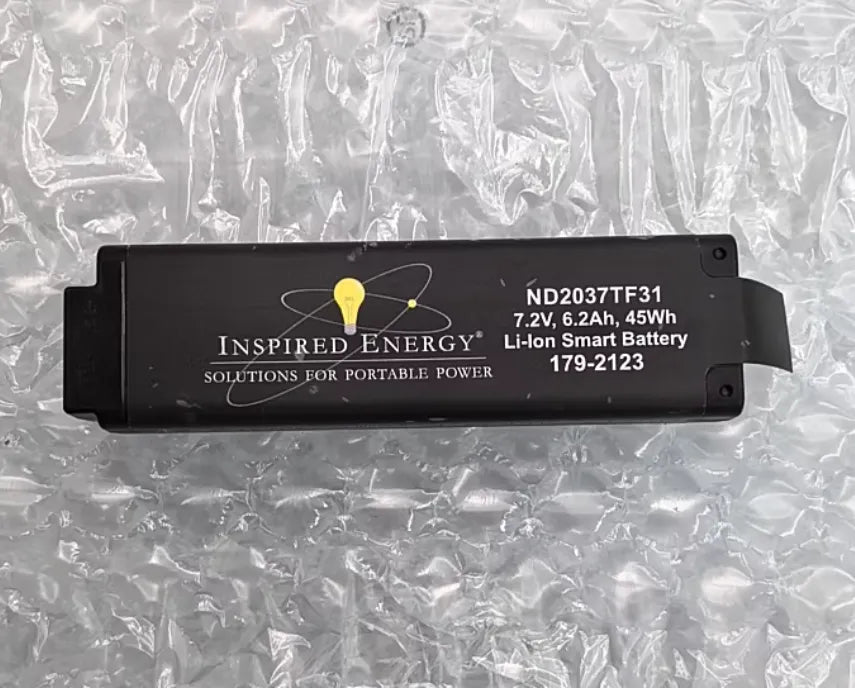 INSPIRED ENERGY®
SOLUTIONS FOR PORTABLE POWER
ND2037TF31
7.2V, 6.2Ah, 45Wh
Li-Ion Smart Battery
179-2123